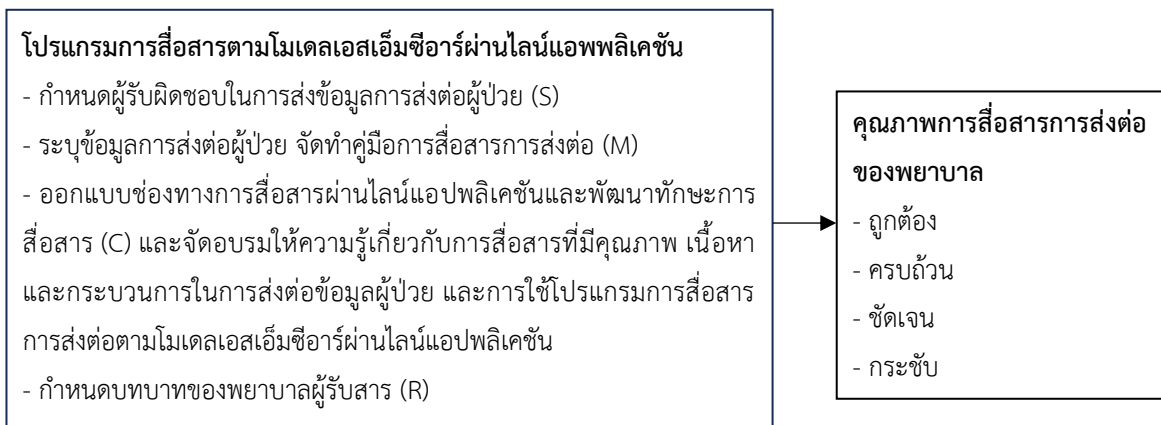 โปรแกรมการสื่อสารตามโมเดลเอสเอ็มซีอาร์ผ่านไลน์แอพพลิเคชัน
- กำหนดผู้รับผิดชอบในการส่งข้อมูลการส่งต่อผู้ป่วย (S)
- ระบุข้อมูลการส่งต่อผู้ป่วย จัดทำคู่มือการสื่อสารการส่งต่อ (M)
- ออกแบบช่องทางการสื่อสารผ่านไลน์แอปพลิเคชันและพัฒนาทักษะการ
สื่อสาร (C) และจัดอบรมให้ความรู้เกี่ยวกับการสื่อสารที่มีคุณภาพ เนื้อหา
และกระบวนการในการส่งต่อข้อมูลผู้ป่วย และการใช้โปรแกรมการสื่อสาร
การส่งต่อตามโมเดลเอสเอ็มซีอาร์ผ่านไลน์แอปพลิเคชัน
- กำหนดบทบาทของพยาบาลผู้รับสาร (R)
คุณภาพการสื่อสารการส่งต่อ
ของพยาบาล
- ถูกต้อง
- ครบถ้วน
- ชัดเจน
- กระชับ